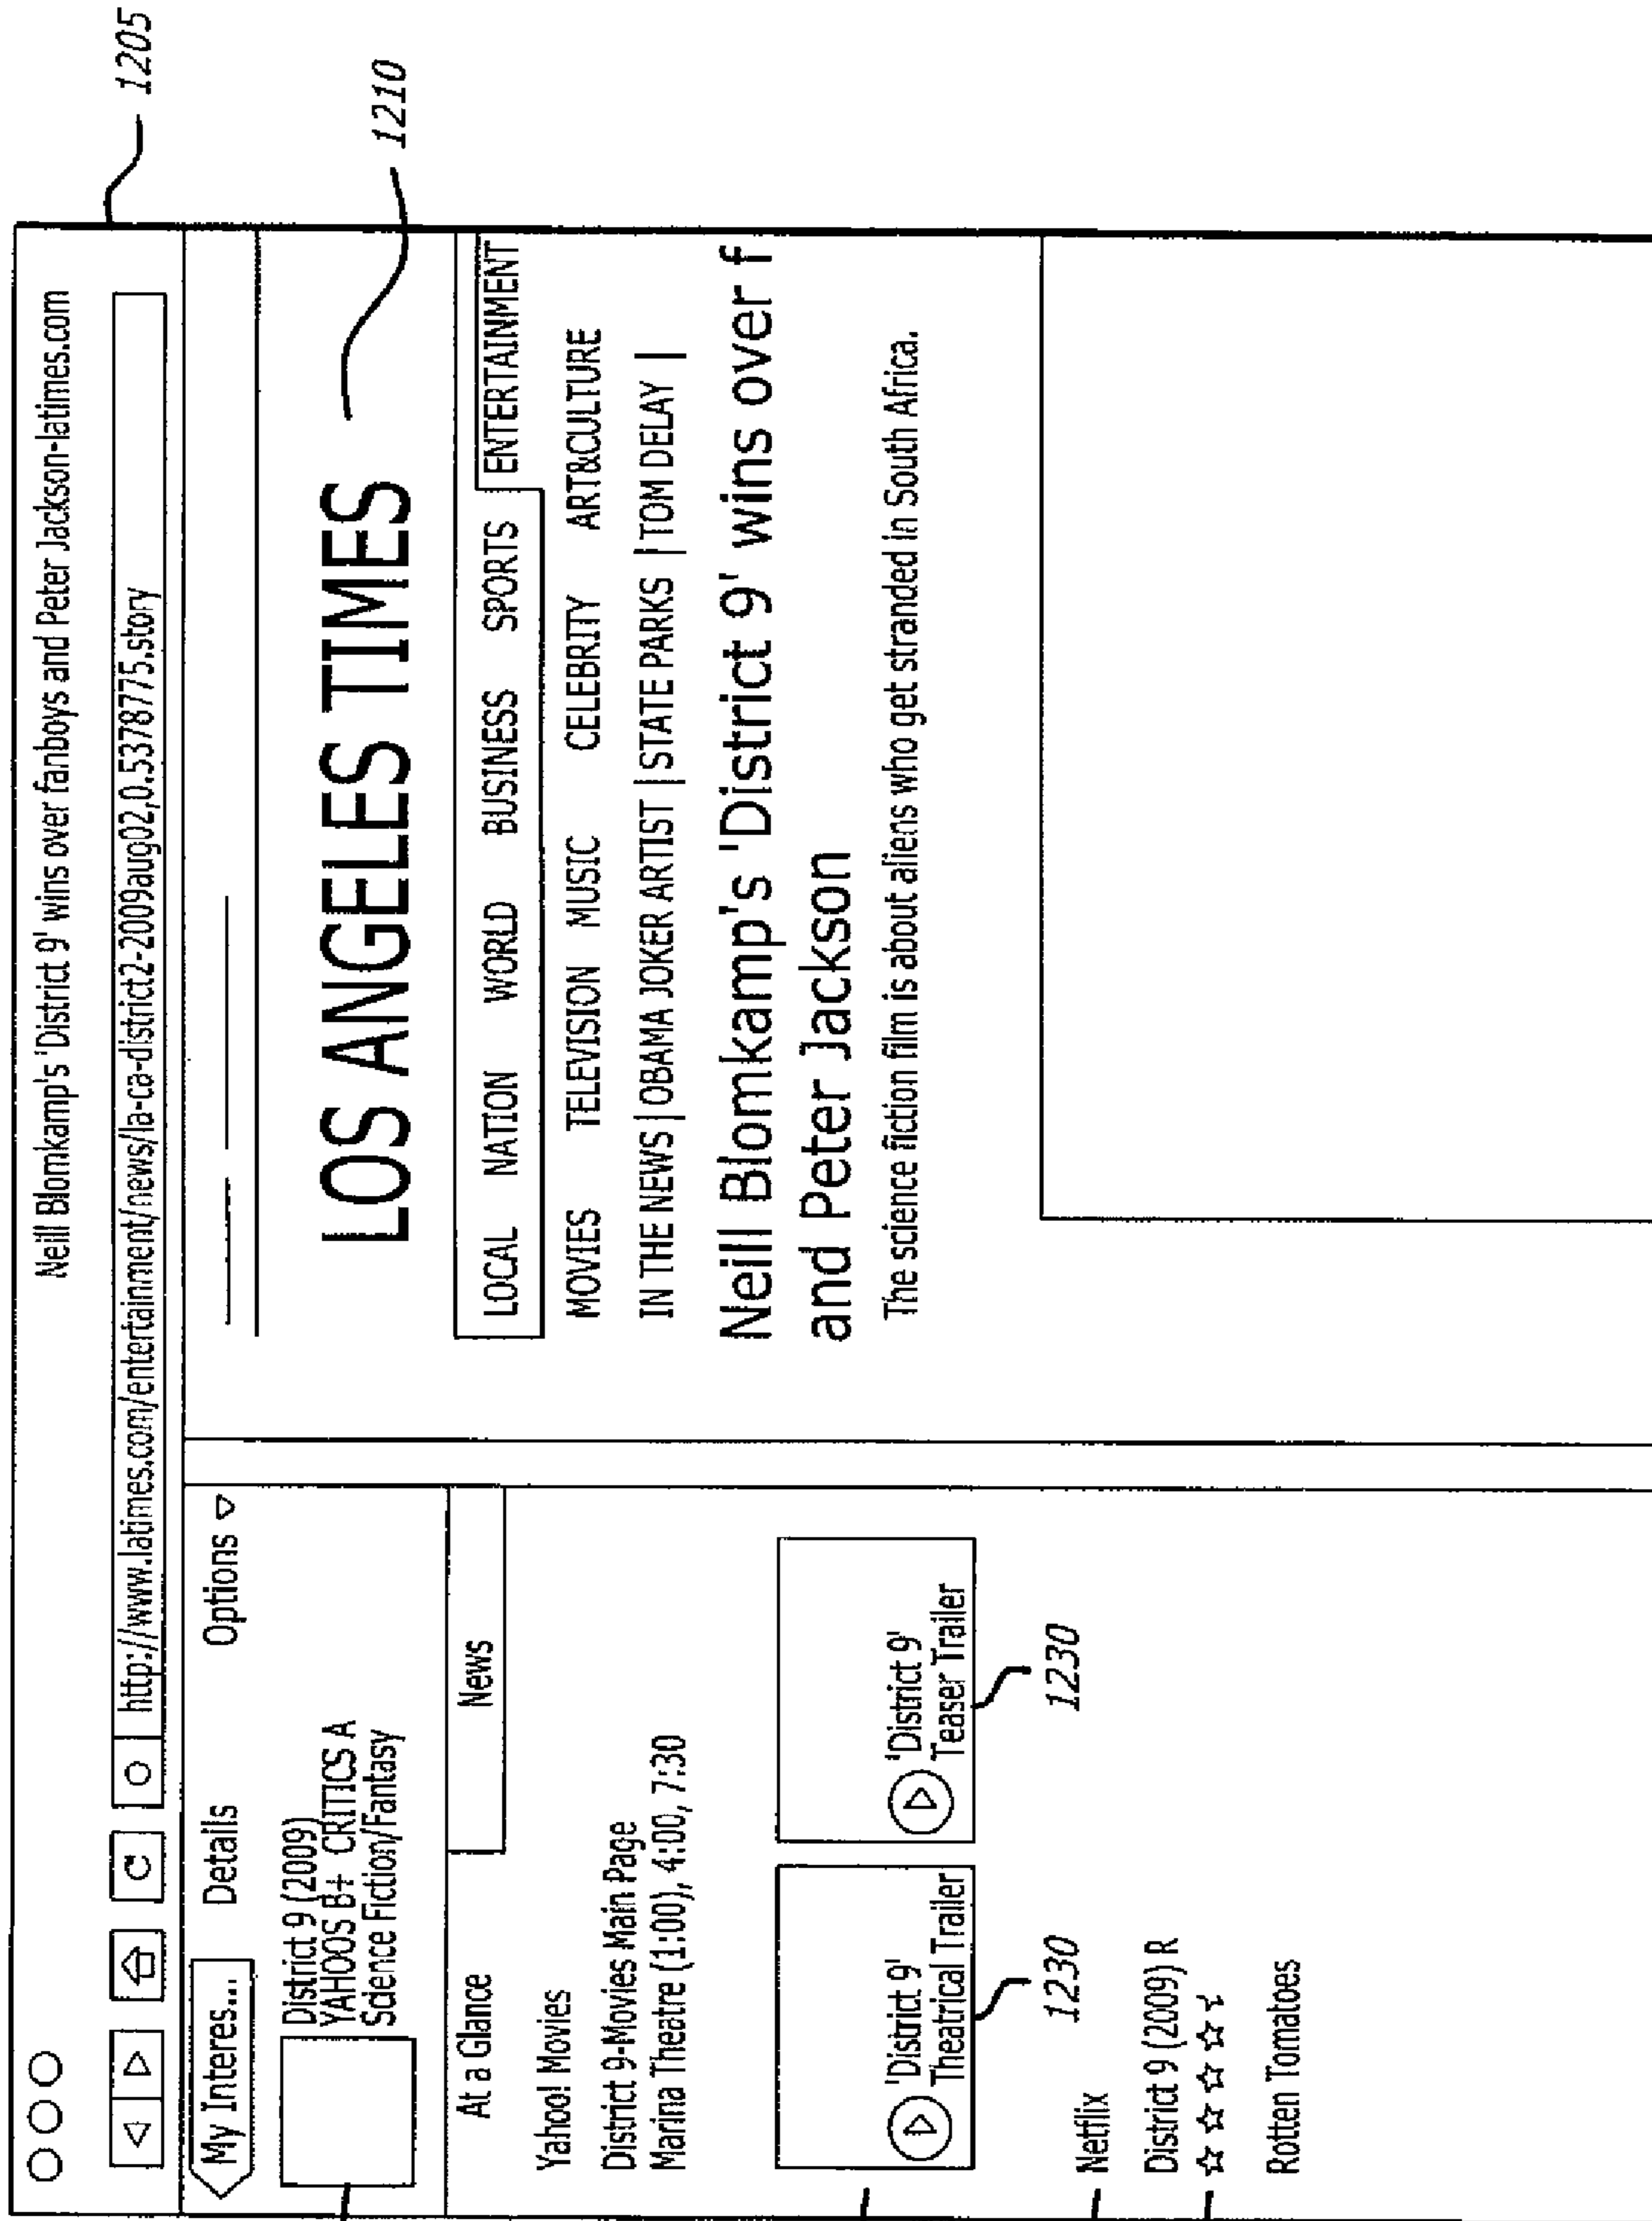 1205
Neill Blomkamp's 'District 9' wins over fanboys and Peter Jackson-latimes.com
http://www.latimes.com/entertainment/news/la-ca-district2-2009aug02,0.5378775.story
My Interes... Details Options
District 9 (2009)
YAHOOS B+ CRITICS A
Science Fiction/Fantasy
At a Glance News
Yahoo! Movies
District 9-Movies Main Page
Marina Theatre (1:00), 4:00, 7:30
'District 9'
Theatrical Trailer
1230
'District 9'
Teaser Trailer
1230
Netflix
District 9 (2009) R
Rotten Tomatoes
1210
LOS ANGELES TIMES
LOCAL NATION WORLD BUSINESS SPORTS ENTERTAINMENT
MOVIES TELEVISION MUSIC CELEBRITY ART&CULTURE
IN THE NEWS | OBAMA JOKER ARTIST | STATE PARKS | TOM DELAY |
Neill Blomkamp's 'District 9' wins over f
and Peter Jackson
The science fiction film is about aliens who get stranded in South Africa.